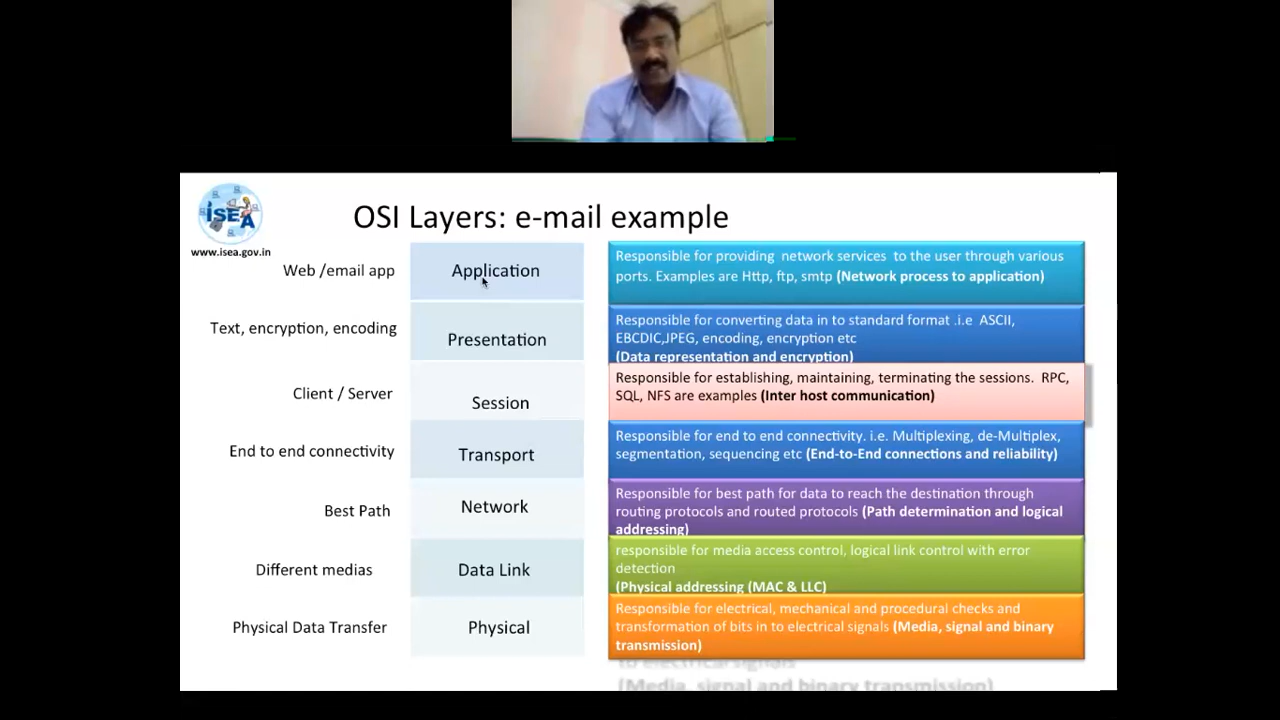 ISEA
www.isea.gov.in
OSI Layers: e-mail example
Web /email app
Application
Responsible for providing network services to the user through various
ports. Examples are Http, ftp, smtp (Network process to application)
Text, encryption, encoding
Presentation
Responsible for converting data in to standard format .i.e ASCII,
EBCDIC,JPEG, encoding, encryption etc
(Data representation and encryption)
Client / Server
Session
Responsible for establishing, maintaining, terminating the sessions. RPC,
SQL, NFS are examples (Inter host communication)
End to end connectivity
Transport
Responsible for end to end connectivity. i.e. Multiplexing, de-Multiplex,
segmentation, sequencing etc (End-to-End connections and reliability)
Best Path
Network
Responsible for best path for data to reach the destination through
routing protocols and routed protocols (Path determination and logical
addressing)
Different medias
Data Link
responsible for media access control, logical link control with error
detection
(Physical addressing (MAC & LLC)
Physical Data Transfer
Physical
Responsible for electrical, mechanical and procedural checks and
transformation of bits in to electrical signals (Media, signal and binary
transmission)
to electrical signals
(Media, signal and binary transmission)